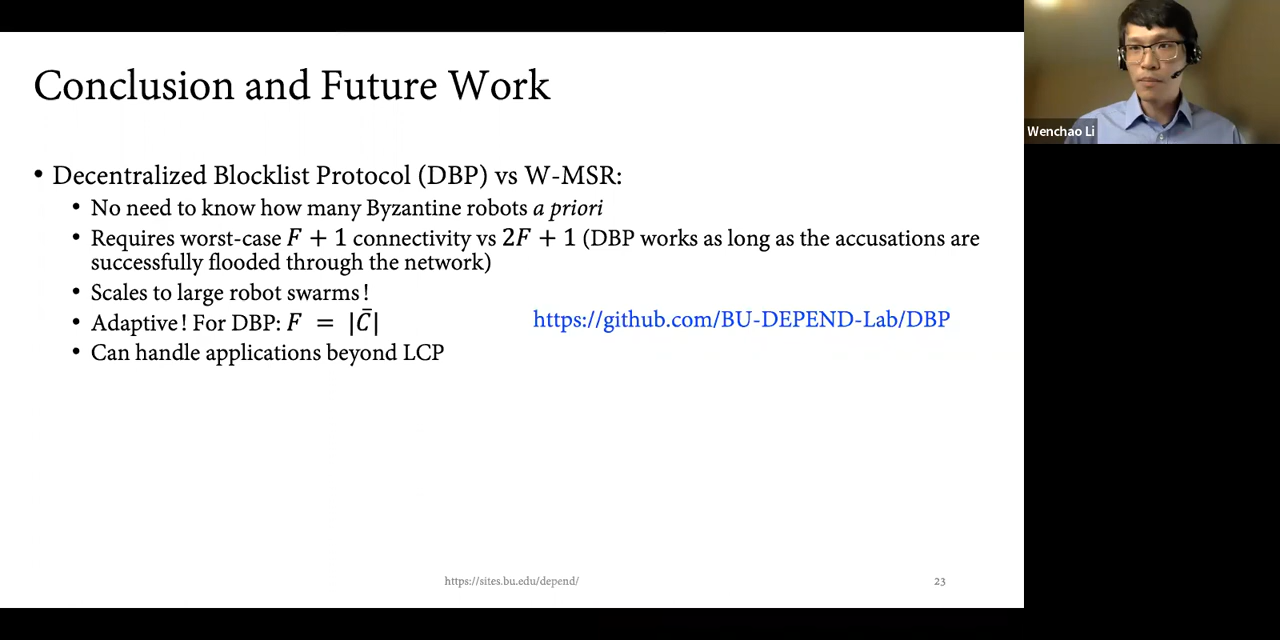 Conclusion and Future Work
Wenchao Li
• Decentralized Blocklist Protocol (DBP) vs W-MSR:
• No need to know how many Byzantine robots a priori
• Requires worst-case F + 1 connectivity vs 2F + 1 (DBP works as long as the accusations are
successfully flooded through the network)
• Scales to large robot swarms!
• Adaptive! For DBP: F = |C̄|
https://github.com/BU-DEPEND-Lab/DBP
• Can handle applications beyond LCP
https://sites.bu.edu/depend/
23